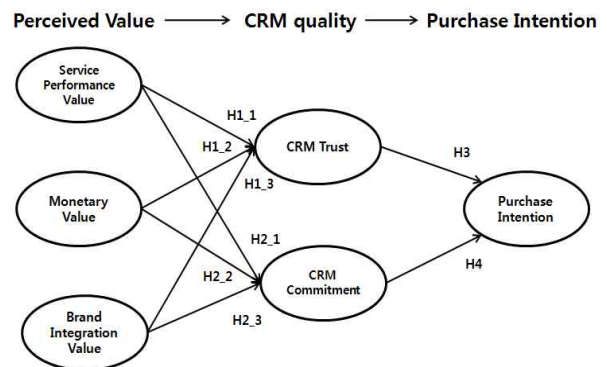 Perceived Value CRM quality Purchase Intention
Service
Performance
Value
H1_1
H1_2
CRM Trust
H3
H1_3
Monetary
Value
Purchase
Intention
H2_1
H2_2
CRM
Commitment
H4
H2_3
Brand
Integration
Value